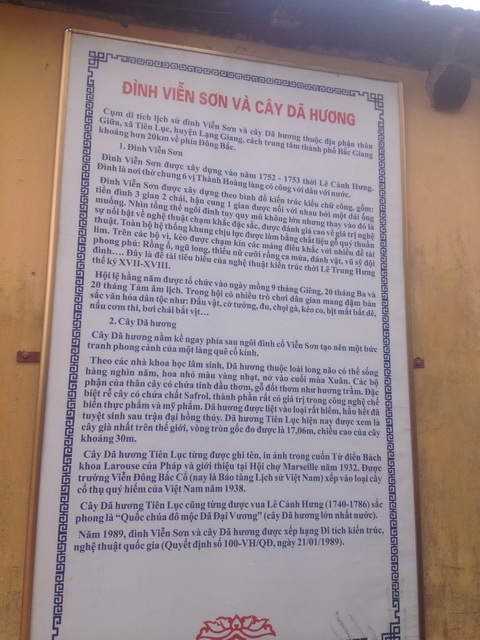 ĐÌNH VIỄN SƠN VÀ CÂY DÃ HƯƠNG
Cụm di tích lịch sử đình Viễn Sơn và cây Dã hương thuộc địa phận thôn
Giữa, xã Tiên Lục, huyện Lạng Giang, cách trung tâm thành phố Bắc Giang
khoảng hơn 20km về phía Đông Bắc.
1. Đình Viễn Sơn
Đình Viễn Sơn được xây dựng vào năm 1752 - 1753 thời Lê Cảnh Hưng.
Đình là nơi thờ chung 6 vị Thành Hoàng làng có công với dân với nước.
Đình Viễn Sơn được xây dựng theo bình đồ kiến trúc kiểu chữ công, gồm:
tiền đình 3 gian 2 chái, hậu cung 1 gian được nối với nhau bởi một dải ống
muống. Nhìn tổng thể ngôi đình tuy quy mô không lớn nhưng thay vào đó là
sự nổi bật về nghệ thuật chạm khắc đặc sắc, được đánh giá cao về giá trị nghệ
thuật. Toàn bộ hệ thống khung chịu lực được làm bằng chất liệu gỗ quý thuần
lim. Trên các bộ vì, kèo được chạm kín các mảng điêu khắc với nhiều đề tài
phong phú: Rồng ổ, ngũ long, thiếu nữ cưỡi rồng ca múa, đánh vật, vũ sỹ đội
đình.... Đây là đề tài tiêu biểu của nghệ thuật kiến trúc thời Lê Trung Hưng
thế kỷ XVII-XVIII.
Hội lệ hằng năm được tổ chức vào ngày mồng 9 tháng Giêng, 20 tháng Ba và
20 tháng Tám âm lịch. Trong hội có nhiều trò chơi dân gian mang đậm bản
sắc văn hóa dân tộc như: Đấu vật, cờ tướng, đu, chọi gà, kéo co, bịt mắt bắt dê,
nấu cơm thi, bơi chải bắt vịt…
2. Cây Dã hương
Cây Dã hương nằm kề ngay phía sau ngôi đình cổ Viễn Sơn tạo nên một bức
tranh phong cảnh của một làng quê cổ kính.
Theo các nhà khoa học lâm sinh, Dã hương thuộc loài long não có thể sống
hàng nghìn năm, hoa nhỏ màu vàng nhạt, nở vào cuối mùa Xuân. Các bộ
phận của thân cây có chứa tinh dầu thơm, gỗ đốt thơm như hương trầm. Đặc
biệt rễ cây có chứa chất Safrol, thành phần rất có giá trị trong công nghệ chế
biến thực phẩm và mỹ phẩm. Dã hương được liệt vào loại rất hiếm, hầu hết đã
tuyệt sinh sau trận đại hồng thủy. Dã hương Tiên Lục hiện nay được xem là
cây già nhất trên thế giới, vòng tròn gốc đo được là 17,06m, chiều cao của cây
khoảng 30m.
Cây Dã hương Tiên Lục từng được ghi tên, in ảnh trong cuốn Từ điển Bách
khoa Larouse của Pháp và giới thiệu tại Hội chợ Marseille năm 1932. Được
trường Viễn Đông Bắc Cổ (nay là Bảo tàng Lịch sử Việt Nam) xếp vào loại cây
cổ thụ quý hiếm của Việt Nam năm 1938.
Cây Dã hương Tiên Lục cũng từng được vua Lê Cảnh Hưng (1740-1786) sắc
phong là “Quốc chúa đô mộc Dã Đại Vương” (cây Dã hương lớn nhất nước).
Năm 1989, đình Viễn Sơn và cây Dã hương được xếp hạng Di tích kiến trúc,
nghệ thuật quốc gia (Quyết định số 100-VH/QĐ, ngày 21/01/1989).